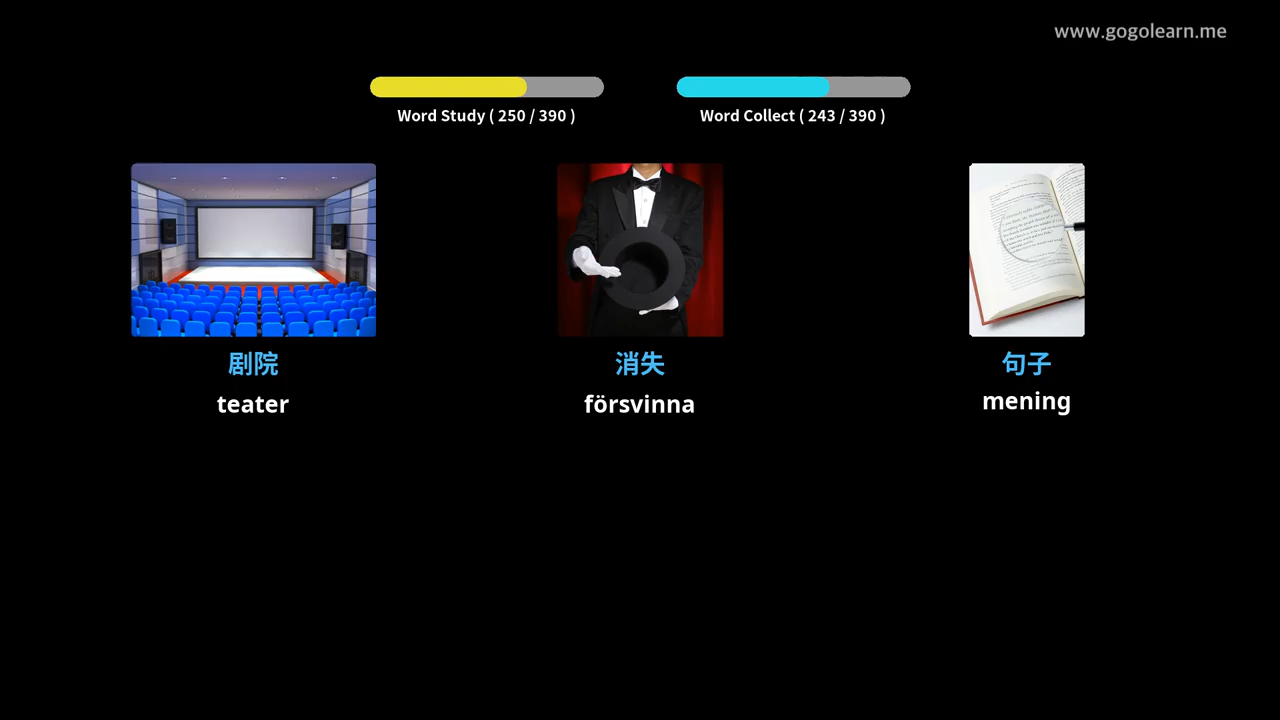 www.gogolearn.me
Word Study ( 250 / 390 )
Word Collect ( 243 / 390 )
剧院
消失
句子
teater
försvinna
mening